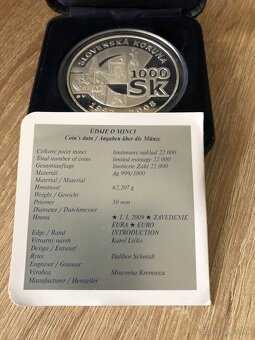 SLOVENSKÁ KORUNA
1000
SK
ÚDAJE O MINCI
Coin's data / Angaben über die Münze
Celkový počet mincí limitovaný náklad 22 000
Total number of coins limited mintage 22 000
Gesamtauflage limitierte Zahl 22 000
Materiál Ag 999/1000
Material / Material
Hmotnosť 62,207 g
Weight / Gewicht
Priemer 50 mm
Diameter / Durchmesser
Hrana ★ 1. 1. 2009 ★ ZAVEDENIE
EURA ★ EURO
Edge / Rand INTRODUCTION
Výtvarný návrh Karol Ličko
Design / Entwurf
Rytec Dalibor Schmidt
Engraver / Graveur
Výrobca Mincovňa Kremnica
Manufacturer / Hersteller